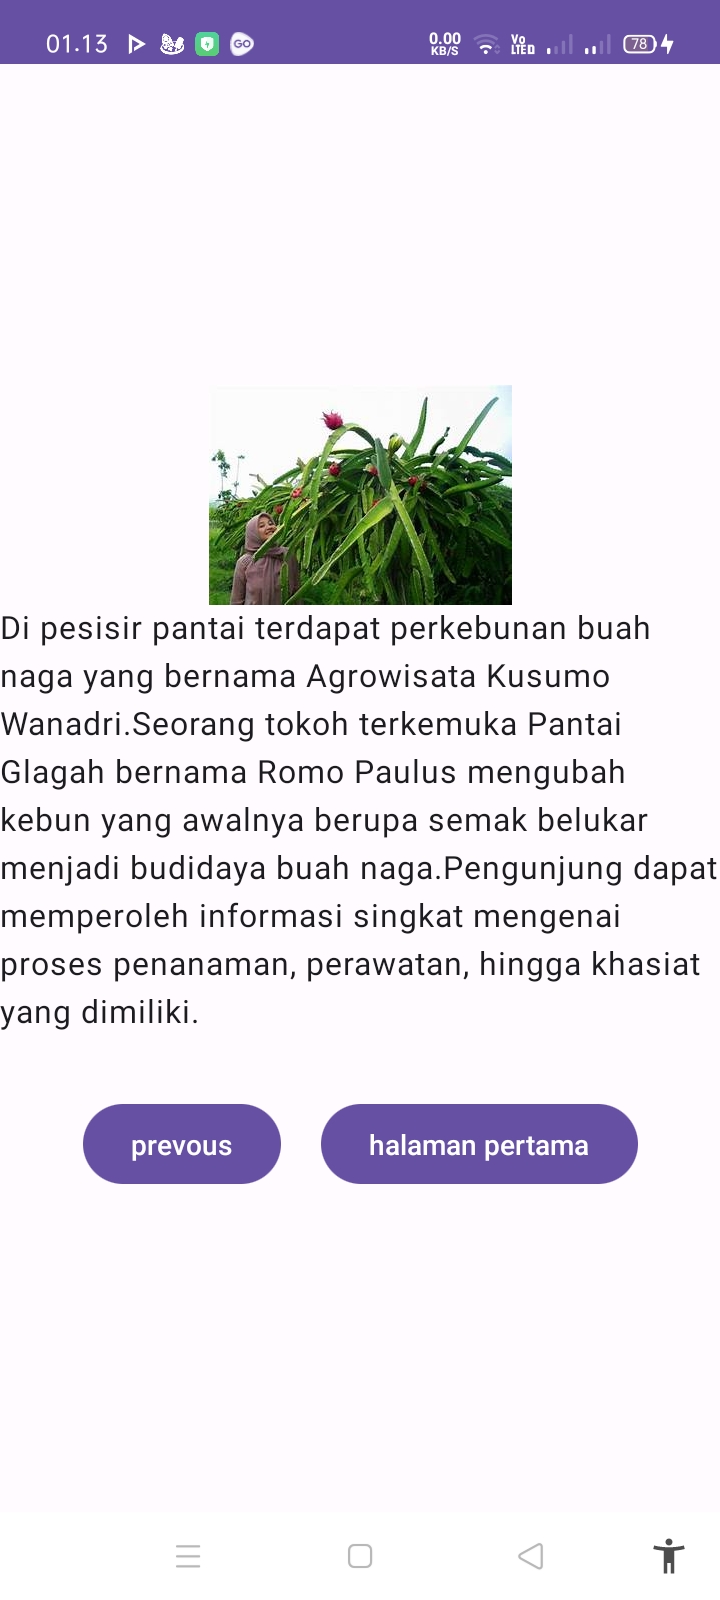 01.13
GO
0.00
KB/S
Vo
LTE
78
Di pesisir pantai terdapat perkebunan buah
naga yang bernama Agrowisata Kusumo
Wanadri.Seorang tokoh terkemuka Pantai
Glagah bernama Romo Paulus mengubah
kebun yang awalnya berupa semak belukar
menjadi budidaya buah naga.Pengunjung dapat
memperoleh informasi singkat mengenai
proses penanaman, perawatan, hingga khasiat
yang dimiliki.
prevous
halaman pertama